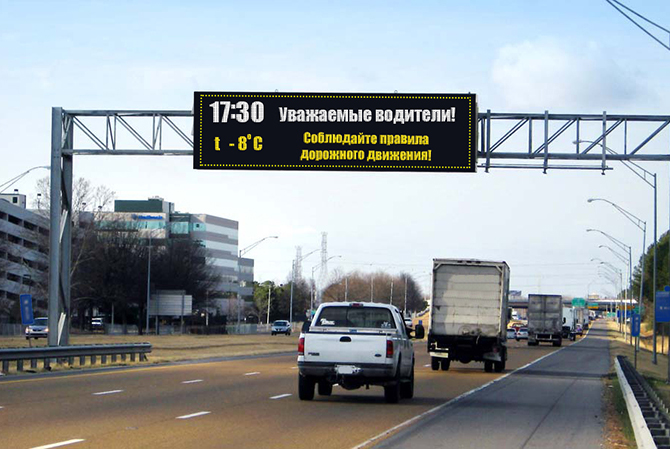 17:30 Уважаемые водители!
t - 8°C Соблюдайте правила
дорожного движения!